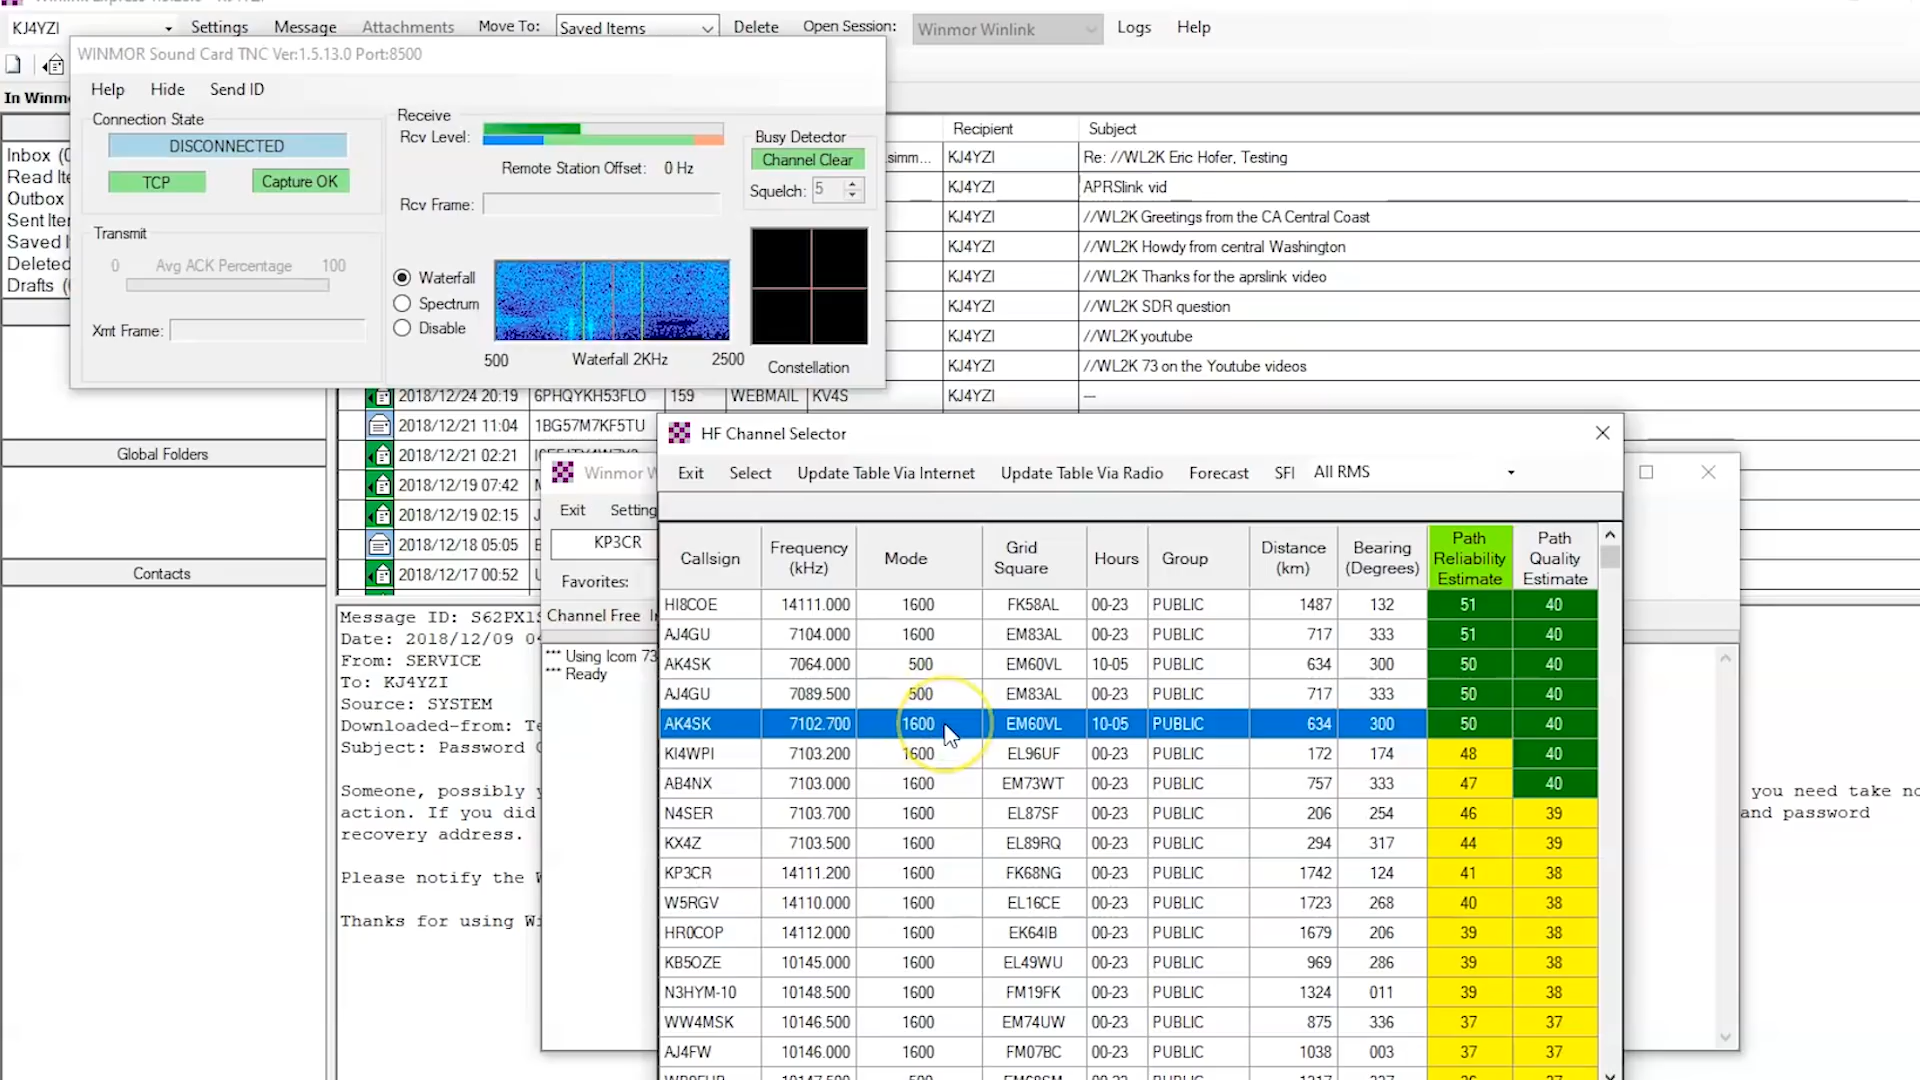 KJ4YZI Settings Message Attachments Move To: Saved Items Delete Open Session: Winmor Winlink Logs Help
WINMOR Sound Card TNC Ver:1.5.13.0 Port:8500
Help Hide Send ID
Connection State
DISCONNECTED
TCP Capture OK
Transmit
0 Avg ACK Percentage 100
Xmt Frame:
Receive
Rcv Level:
Remote Station Offset: 0 Hz
Rcv Frame:
Waterfall
Spectrum
Disable
500 Waterfall 2KHz 2500
Busy Detector
Channel Clear
Squelch: 5
Constellation
In Winm
Inbox (0
Read Ite
Outbox
Sent Iter
Saved I
Deleted
Drafts (
Global Folders
Contacts
Recipient Subject
simm... KJ4YZI Re: //WL2K Eric Hofer, Testing
KJ4YZI APRSlink vid
KJ4YZI //WL2K Greetings from the CA Central Coast
KJ4YZI //WL2K Howdy from central Washington
KJ4YZI //WL2K Thanks for the aprslink video
KJ4YZI //WL2K SDR question
KJ4YZI //WL2K youtube
KJ4YZI //WL2K 73 on the Youtube videos
2018/12/24 20:19 6PHQYKH53FLO 159 WEBMAIL KV4S KJ4YZI ---
2018/12/21 11:04 1BG57M7KF5TU
2018/12/21 02:21
2018/12/19 07:42
2018/12/19 02:15
2018/12/18 05:05
2018/12/17 00:52
Message ID: S62PX1S
Date: 2018/12/09 04
From: SERVICE
To: KJ4YZI
Source: SYSTEM
Downloaded-from: Te
Subject: Password C
Someone, possibly y
action. If you did
recovery address.
Please notify the W
Thanks for using Wi
you need take no
and password
Winmor W
Exit Setting
KP3CR
Favorites:
Channel Free
*** Using Icom 73
*** Ready
HF Channel Selector
Exit Select Update Table Via Internet Update Table Via Radio Forecast SFI All RMS
Callsign Frequency (kHz) Mode Grid Square Hours Group Distance (km) Bearing (Degrees) Path Reliability Estimate Path Quality Estimate
HI8COE 14111.000 1600 FK58AL 00-23 PUBLIC 1487 132 51 40
AJ4GU 7104.000 1600 EM83AL 00-23 PUBLIC 717 333 51 40
AK4SK 7064.000 500 EM60VL 10-05 PUBLIC 634 300 50 40
AJ4GU 7089.500 500 EM83AL 00-23 PUBLIC 717 333 50 40
AK4SK 7102.700 1600 EM60VL 10-05 PUBLIC 634 300 50 40
KI4WPI 7103.200 1600 EL96UF 00-23 PUBLIC 172 174 48 40
AB4NX 7103.000 1600 EM73WT 00-23 PUBLIC 757 333 47 40
N4SER 7103.700 1600 EL87SF 00-23 PUBLIC 206 254 46 39
KX4Z 7103.500 1600 EL89RQ 00-23 PUBLIC 294 317 44 39
KP3CR 14111.200 1600 FK68NG 00-23 PUBLIC 1742 124 41 38
W5RGV 14110.000 1600 EL16CE 00-23 PUBLIC 1723 268 40 38
HR0COP 14112.000 1600 EK64IB 00-23 PUBLIC 1679 206 39 38
KB5OZE 10145.000 1600 EL49WU 00-23 PUBLIC 969 286 39 38
N3HYM-10 10148.500 1600 FM19FK 00-23 PUBLIC 1324 011 39 38
WW4MSK 10146.500 1600 EM74UW 00-23 PUBLIC 875 336 37 37
AJ4FW 10146.000 1600 FM07BC 00-23 PUBLIC 1038 003 37 37